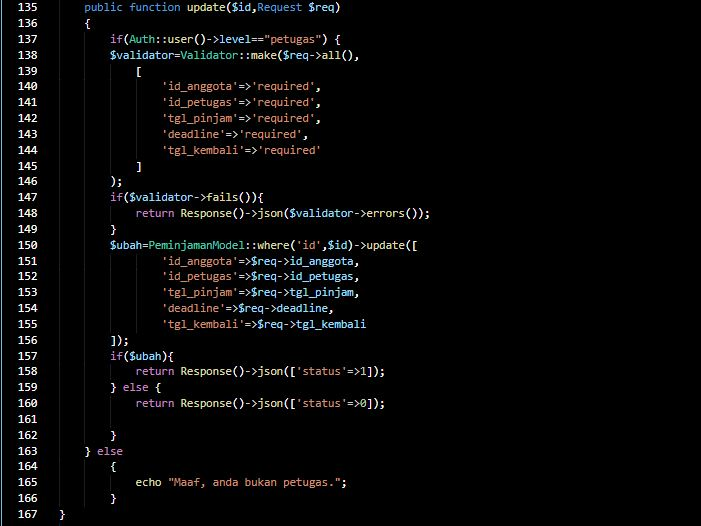 135 public function update($id,Request $req)
136 {
137 if(Auth::user()->level=="petugas") {
138 $validator=Validator::make($req->all(),
139 [
140 'id_anggota'=>'required',
141 'id_petugas'=>'required',
142 'tgl_pinjam'=>'required',
143 'deadline'=>'required',
144 'tgl_kembali'=>'required'
145 ]
146 );
147 if($validator->fails()){
148 return Response()->json($validator->errors());
149 }
150 $ubah=PeminjamanModel::where('id',$id)->update([
151 'id_anggota'=>$req->id_anggota,
152 'id_petugas'=>$req->id_petugas,
153 'tgl_pinjam'=>$req->tgl_pinjam,
154 'deadline'=>$req->deadline,
155 'tgl_kembali'=>$req->tgl_kembali
156 ]);
157 if($ubah){
158 return Response()->json(['status'=>1]);
159 } else {
160 return Response()->json(['status'=>0]);
161
162 }
163 } else
164 {
165 echo "Maaf, anda bukan petugas.";
166 }
167 }